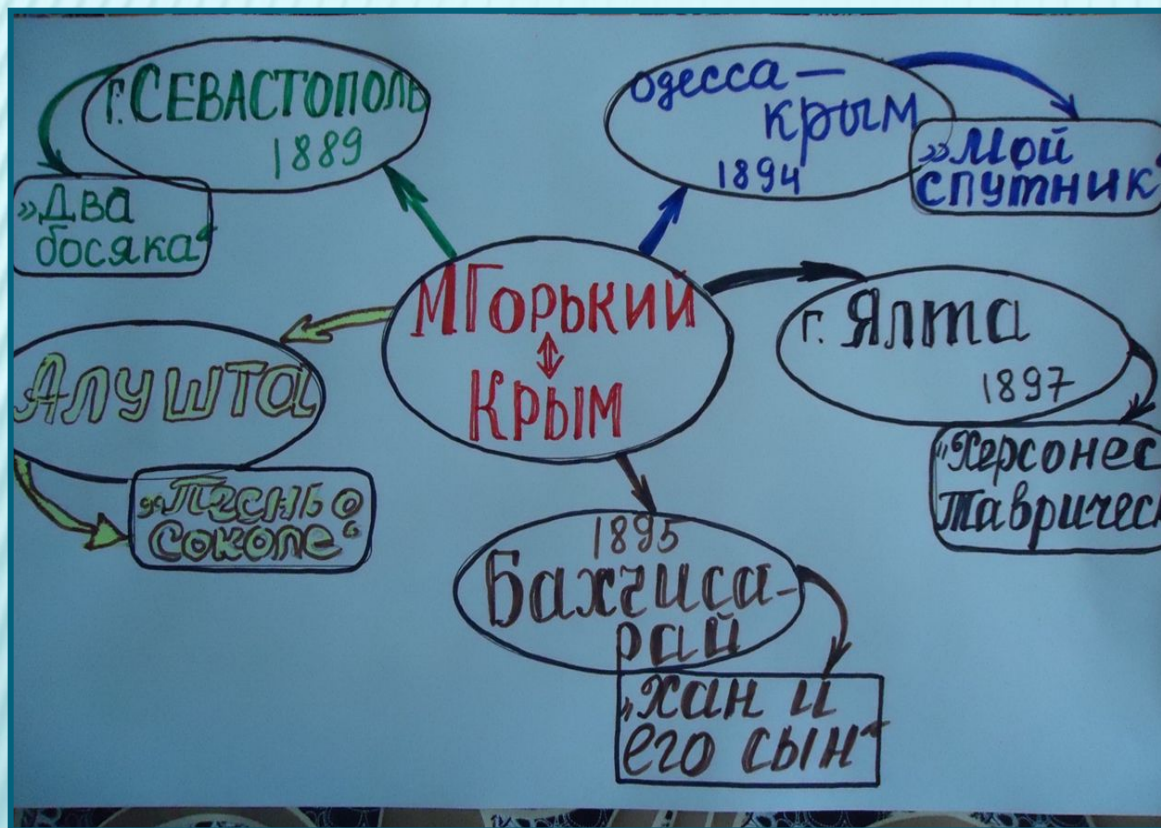 г. СЕВАСТОПОЛЬ
1889
„Два
босяка“
одесса —
крым
1894
„Мой
спутник“
МГорький
Крым
г. Ялта
1897
„Херсонес
Тавричес
Алушта
„Песнь о
соколе“
1895
Бахчиса-
рай
„хан и
его сын“